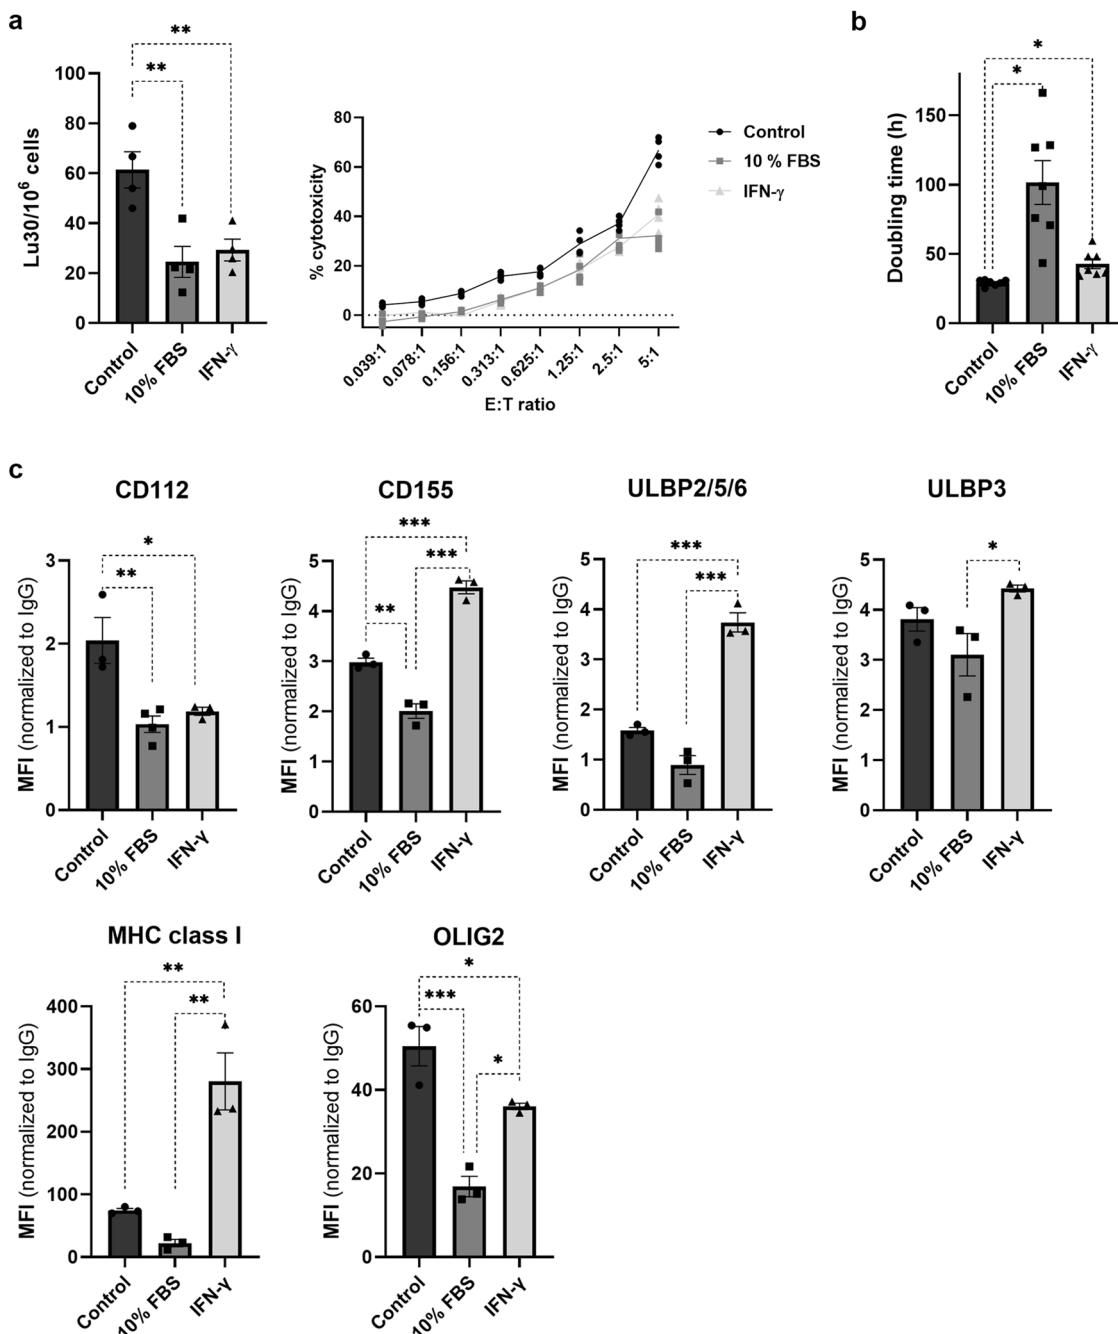 a
**
**
Lu30/10⁶ cells
100
80
60
40
20
0
Control
10% FBS
IFN-γ
% cytotoxicity
80
60
40
20
0
0.039:1
0.078:1
0.156:1
0.313:1
0.625:1
1.25:1
2.5:1
5:1
E:T ratio
Control
10 % FBS
IFN-γ
b
*
*
Doubling time (h)
150
100
50
0
Control
10% FBS
IFN-γ
c
CD112
*
**
MFI (normalized to IgG)
3
2
1
0
Control
10% FBS
IFN-γ
CD155
***
***
**
MFI (normalized to IgG)
5
4
3
2
1
0
Control
10% FBS
IFN-γ
ULBP2/5/6
***
***
MFI (normalized to IgG)
5
4
3
2
1
0
Control
10% FBS
IFN-γ
ULBP3
*
MFI (normalized to IgG)
5
4
3
2
1
0
Control
10% FBS
IFN-γ
MHC class I
**
**
MFI (normalized to IgG)
400
300
200
100
0
Control
10% FBS
IFN-γ
OLIG2
*
***
*
MFI (normalized to IgG)
60
40
20
0
Control
10% FBS
IFN-γ